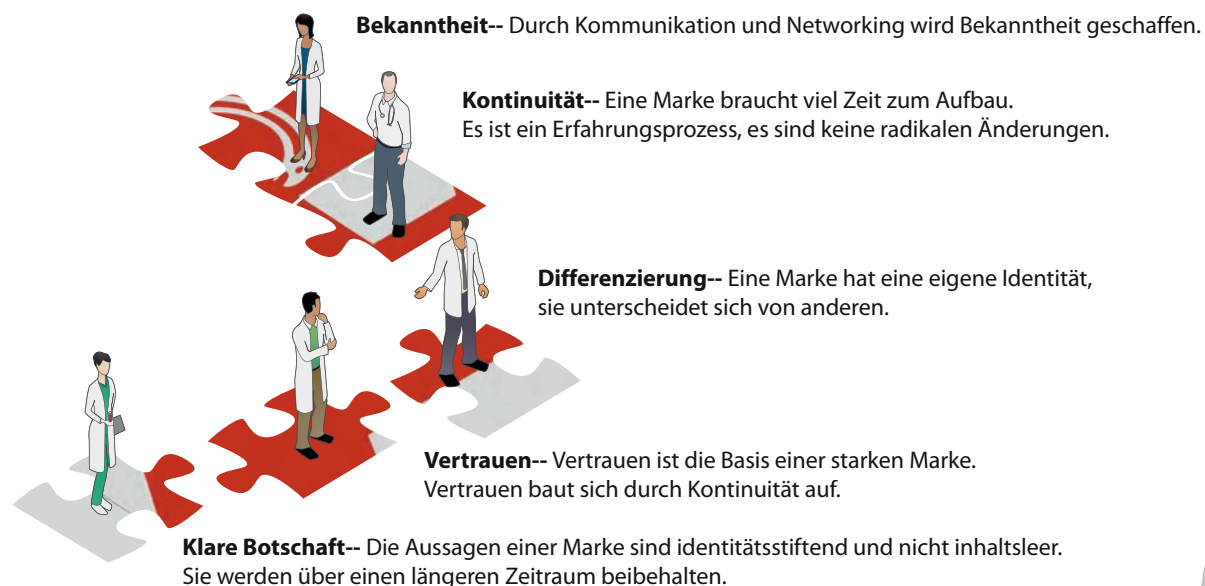 Bekanntheit-- Durch Kommunikation und Networking wird Bekanntheit geschaffen.
Kontinuität-- Eine Marke braucht viel Zeit zum Aufbau.
Es ist ein Erfahrungsprozess, es sind keine radikalen Änderungen.
Differenzierung-- Eine Marke hat eine eigene Identität,
sie unterscheidet sich von anderen.
Vertrauen-- Vertrauen ist die Basis einer starken Marke.
Vertrauen baut sich durch Kontinuität auf.
Klare Botschaft-- Die Aussagen einer Marke sind identitätsstiftend und nicht inhaltsleer.
Sie werden über einen längeren Zeitraum beibehalten.